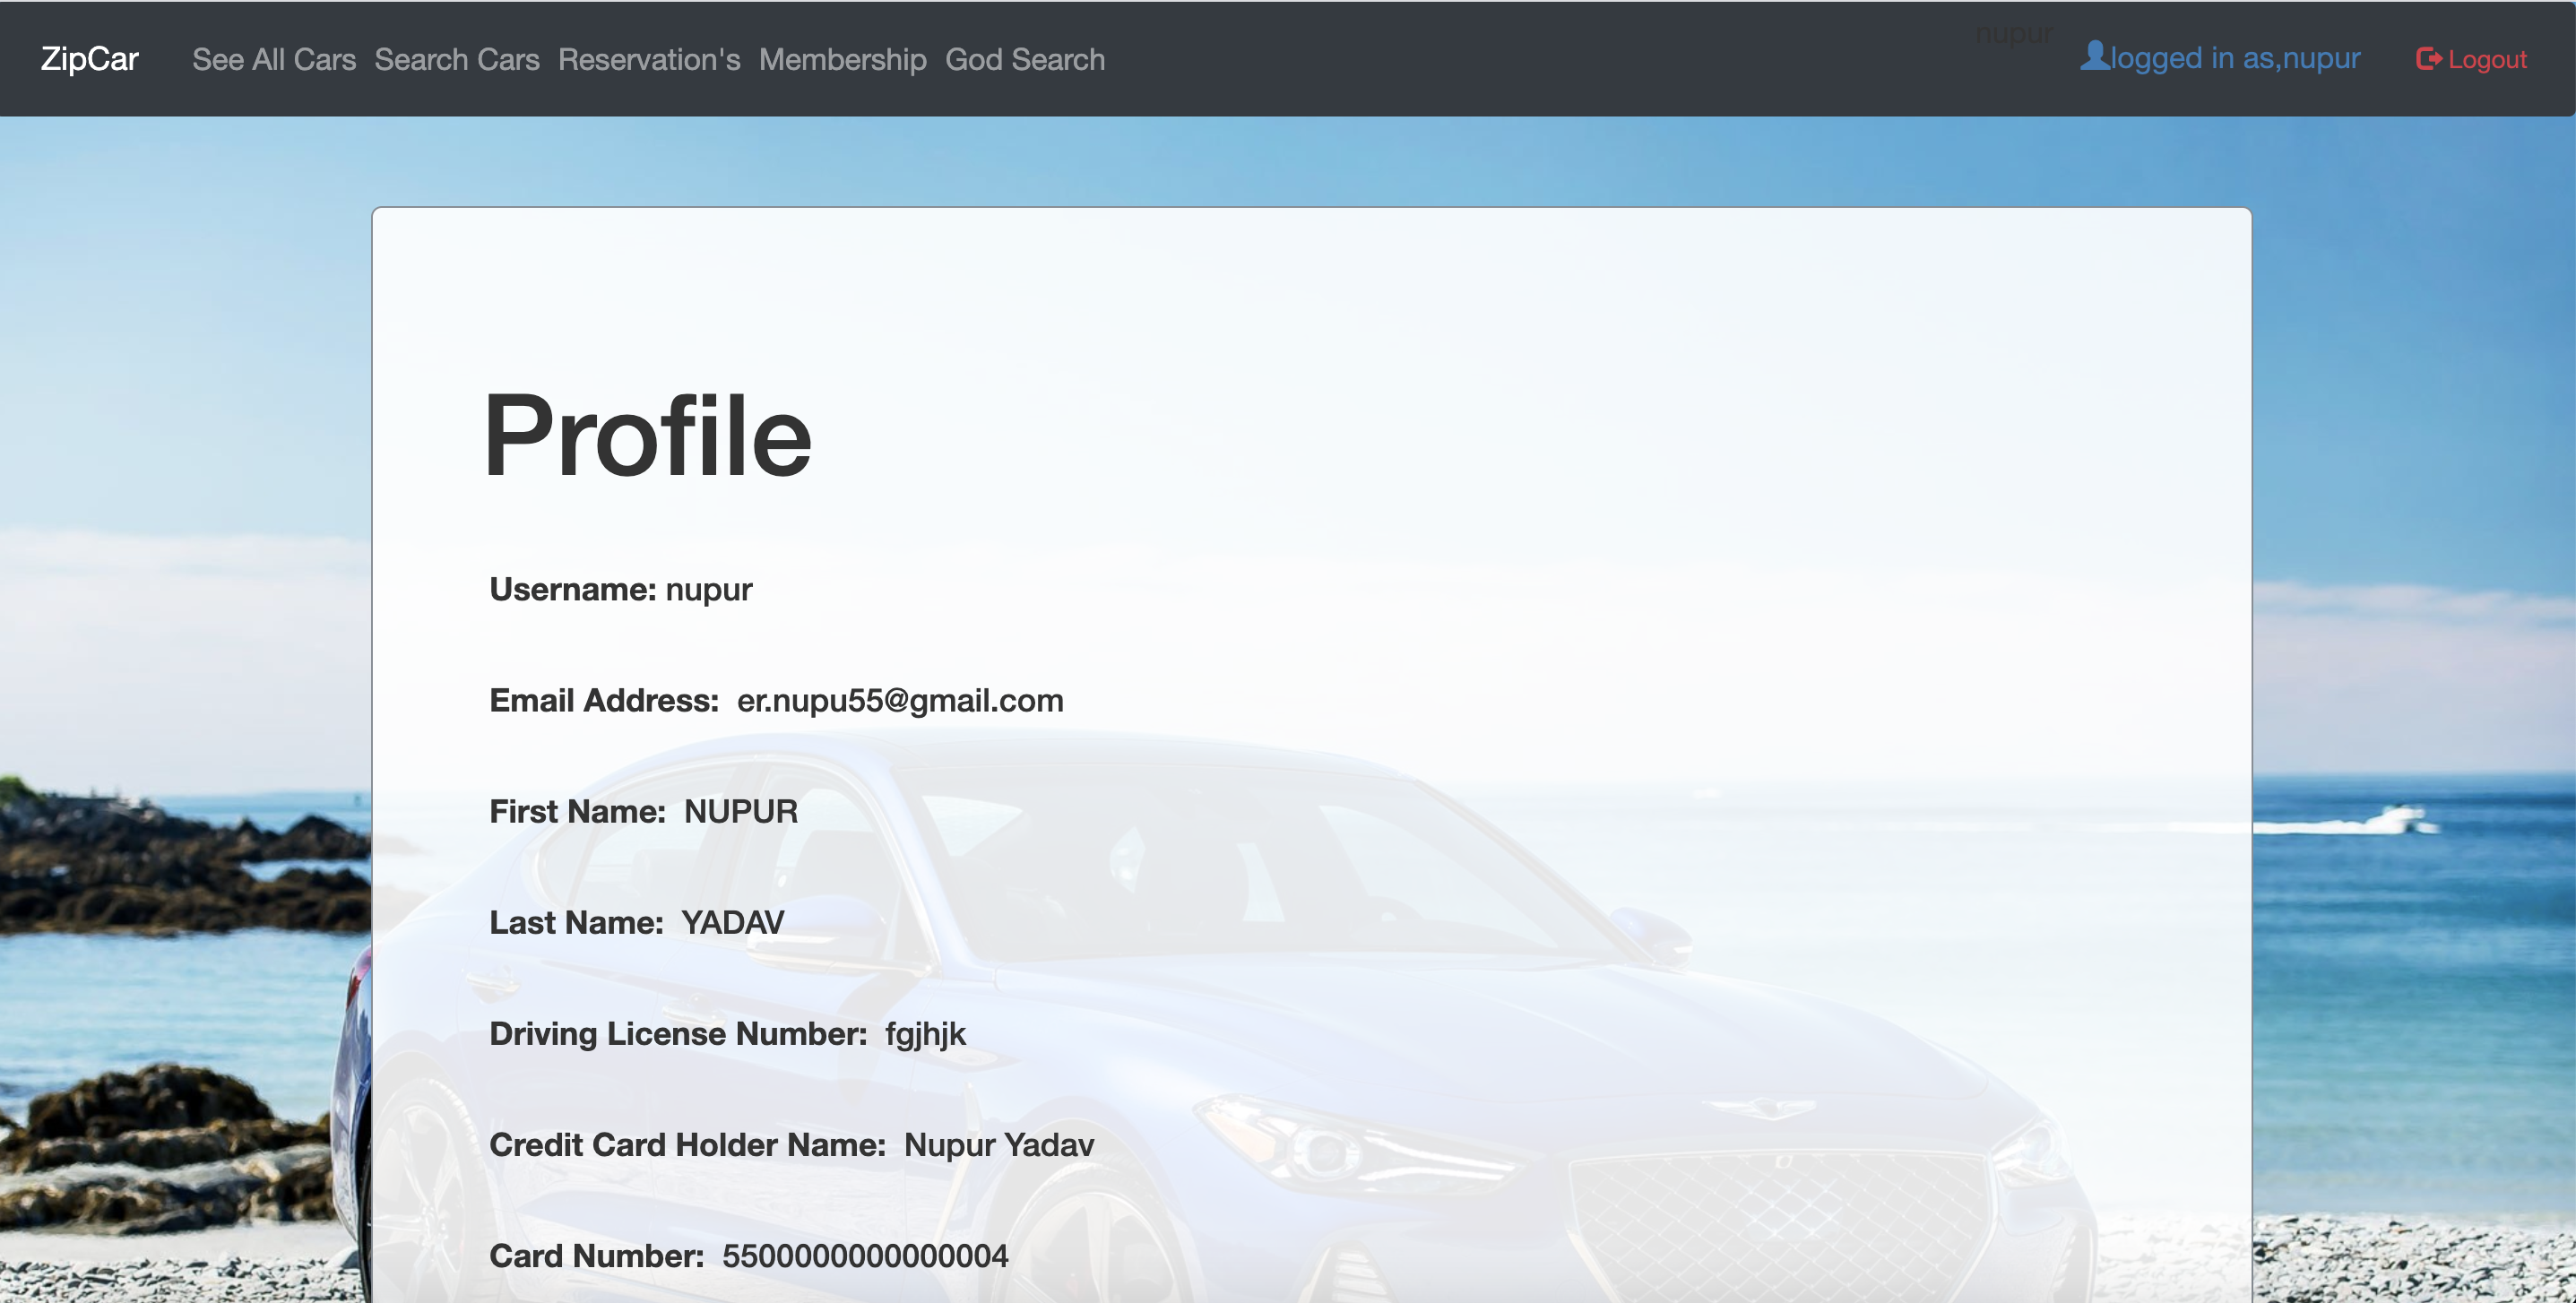 nupur
ZipCar See All Cars Search Cars Reservation's Membership God Search logged in as,nupur Logout
Profile
Username: nupur
Email Address: er.nupu55@gmail.com
First Name: NUPUR
Last Name: YADAV
Driving License Number: fgjhjk
Credit Card Holder Name: Nupur Yadav
Card Number: 5500000000000004